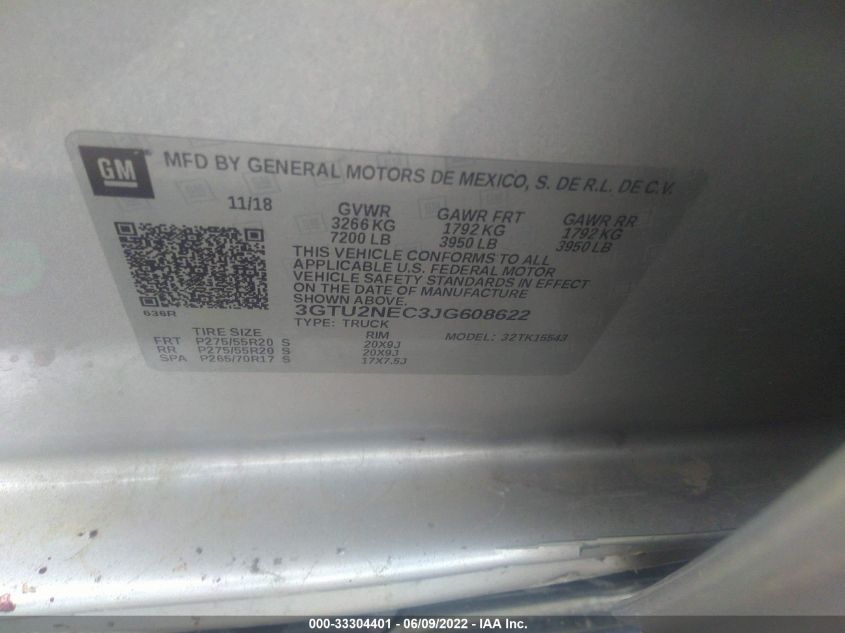 GM
MFD BY GENERAL MOTORS DE MEXICO, S. DE R.L. DE C.V.
11/18
GVWR GAWR FRT GAWR RR
3266 KG 1792 KG 1792 KG
7200 LB 3950 LB 3950 LB
THIS VEHICLE CONFORMS TO ALL
APPLICABLE U.S. FEDERAL MOTOR
VEHICLE SAFETY STANDARDS IN EFFECT
ON THE DATE OF MANUFACTURE
SHOWN ABOVE.
3GTU2NEC3JG608622
636R
TYPE: TRUCK
MODEL: 32TK15543
TIRE SIZE RIM
FRT P275/55R20 S 20X9J
RR P275/55R20 S 20X9J
SPA P265/70R17 S 17X7.5J
000-33304401 - 06/09/2022 - IAA Inc.